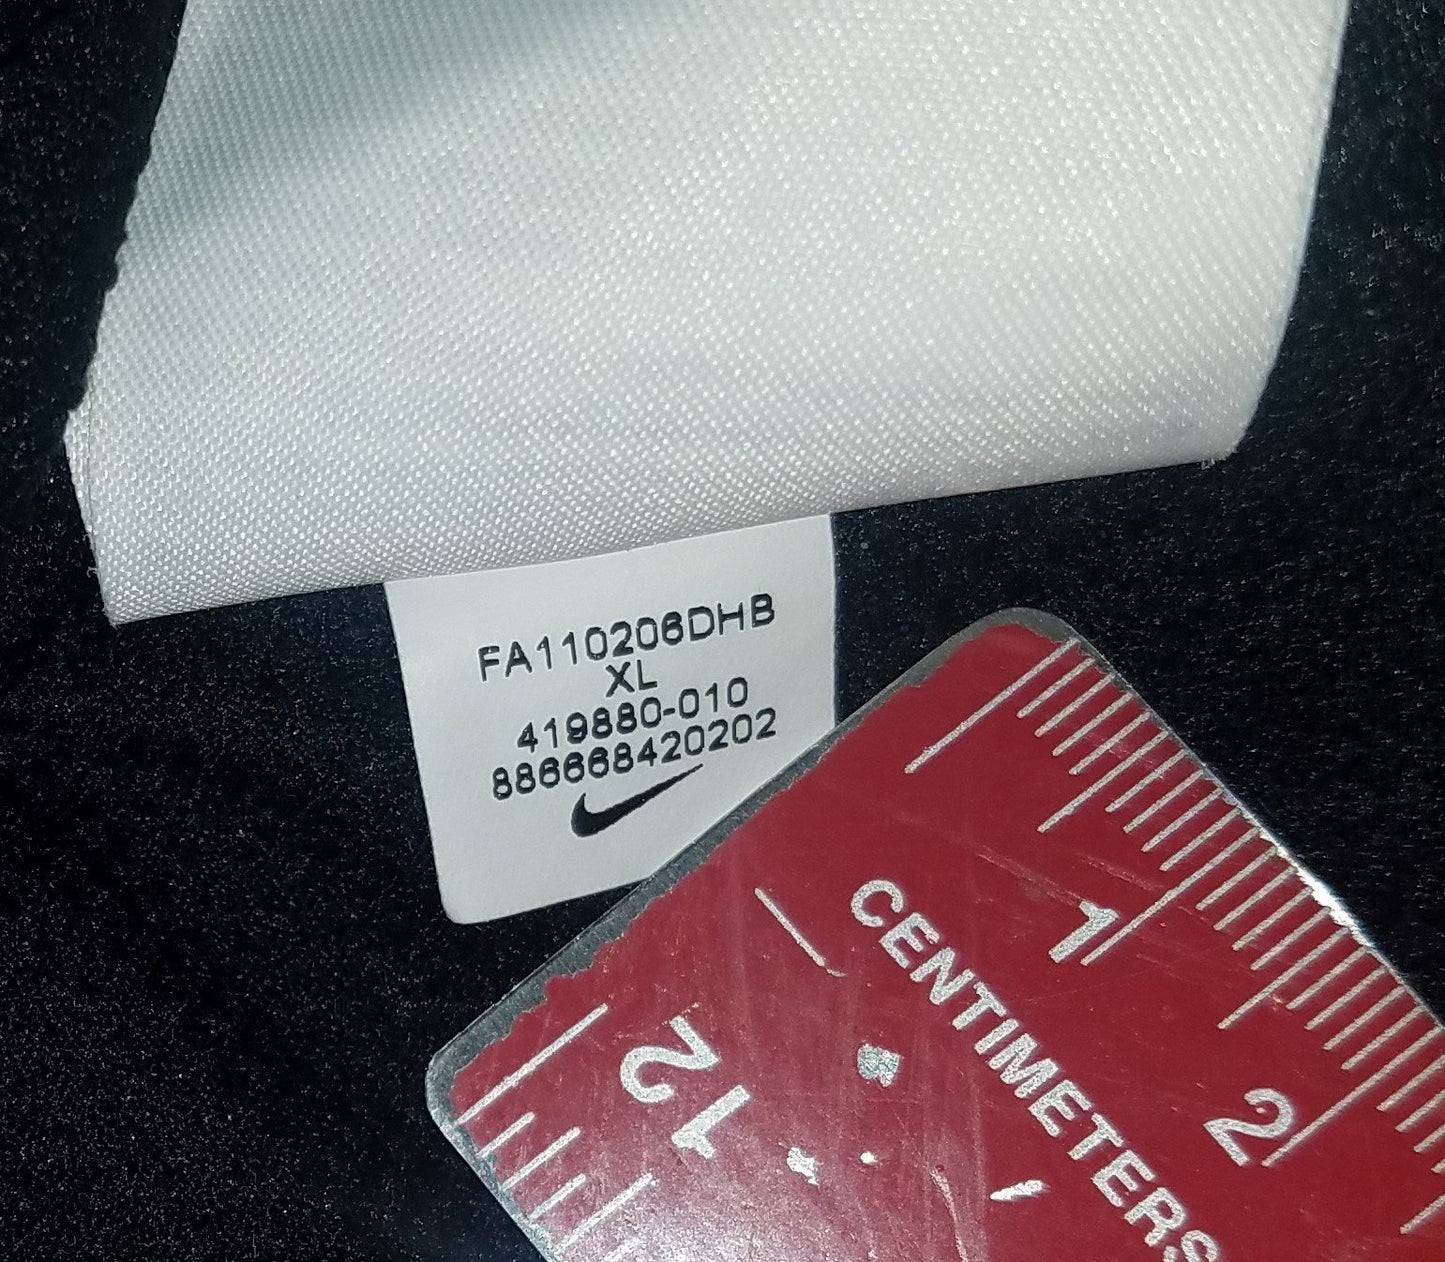 FA110206DHB
XL
419880-010
886668420202
1
CENTIMETERS
2
12